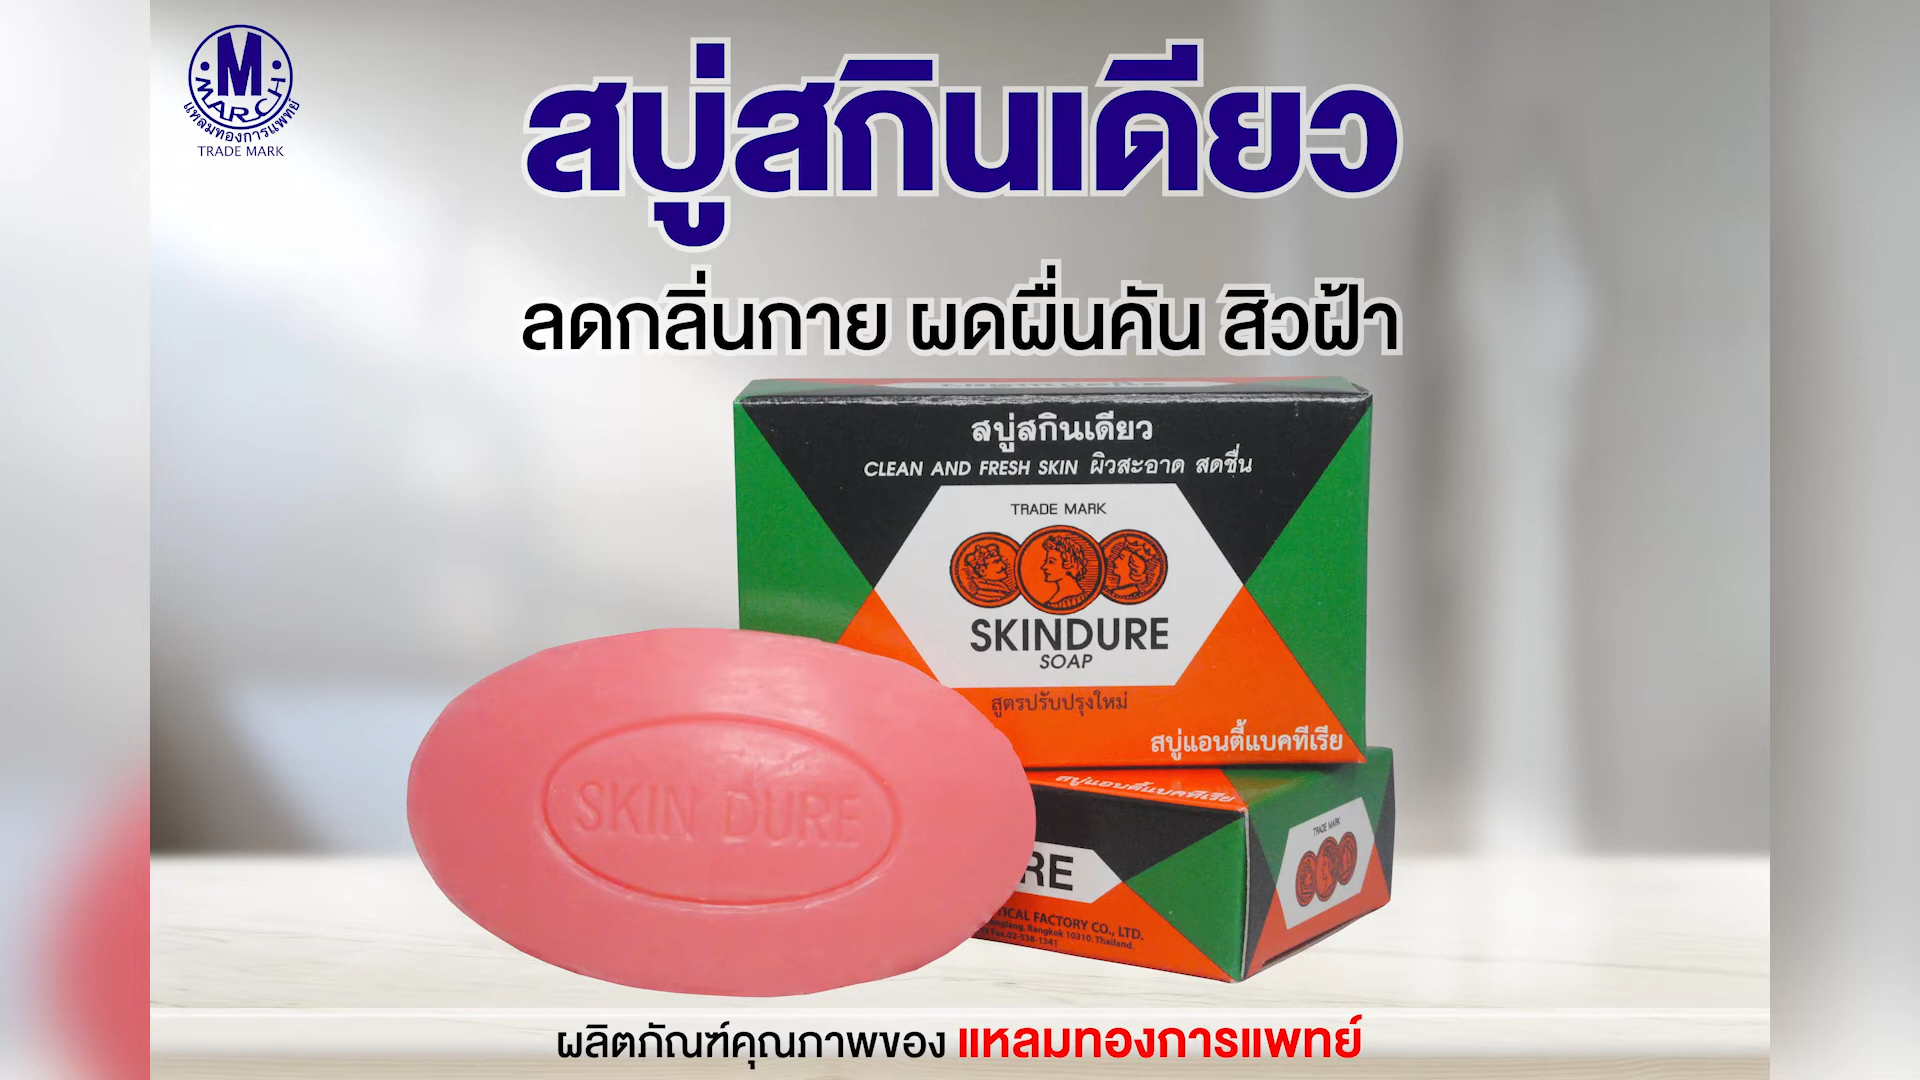 M
MARCH
แหลมทองการแพทย์
TRADE MARK
สบู่สกินเดียว
ลดกลิ่นกาย ผดผื่นคัน สิวฝ้า
สบู่สกินเดียว
CLEAN AND FRESH SKIN ผิวสะอาด สดชื่น
TRADE MARK
SKINDURE
SOAP
สูตรปรับปรุงใหม่
สบู่แอนตี้แบคทีเรีย
สบู่แอนตี้แบคทีเรีย
TRADE MARK
SKIN DURE
RE
TICAL FACTORY CO., LTD.
Bangkok 10310, Thailand.
Fax.02-538-1341
ผลิตภัณฑ์คุณภาพของ แหลมทองการแพทย์